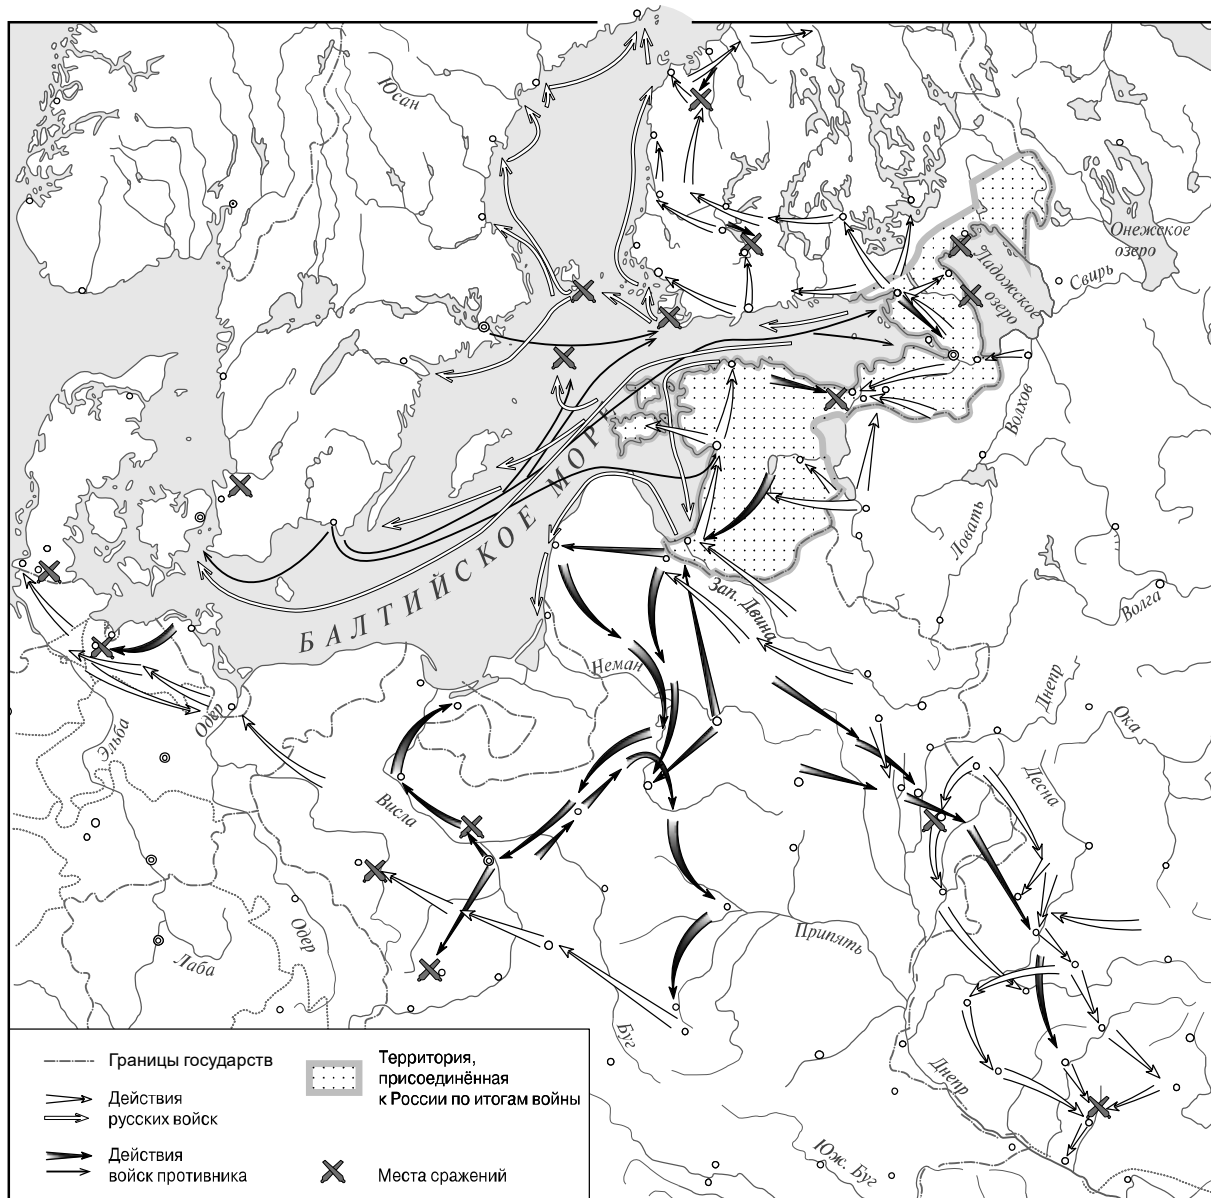 Юсан
Онежское
озеро
Свирь
Ладожское
озеро
Волхов
Ловать
Волга
БАЛТИЙСКОЕ МОРЕ
Зап. Двина
Неман
Днепр
Ока
Десна
Эльба
Одер
Висла
Одер
Лаба
Припять
Буг
Днепр
Юж. Буг
Границы государств
Действия
русских войск
Действия
войск противника
Территория,
присоединённая
к России по итогам войны
Места сражений